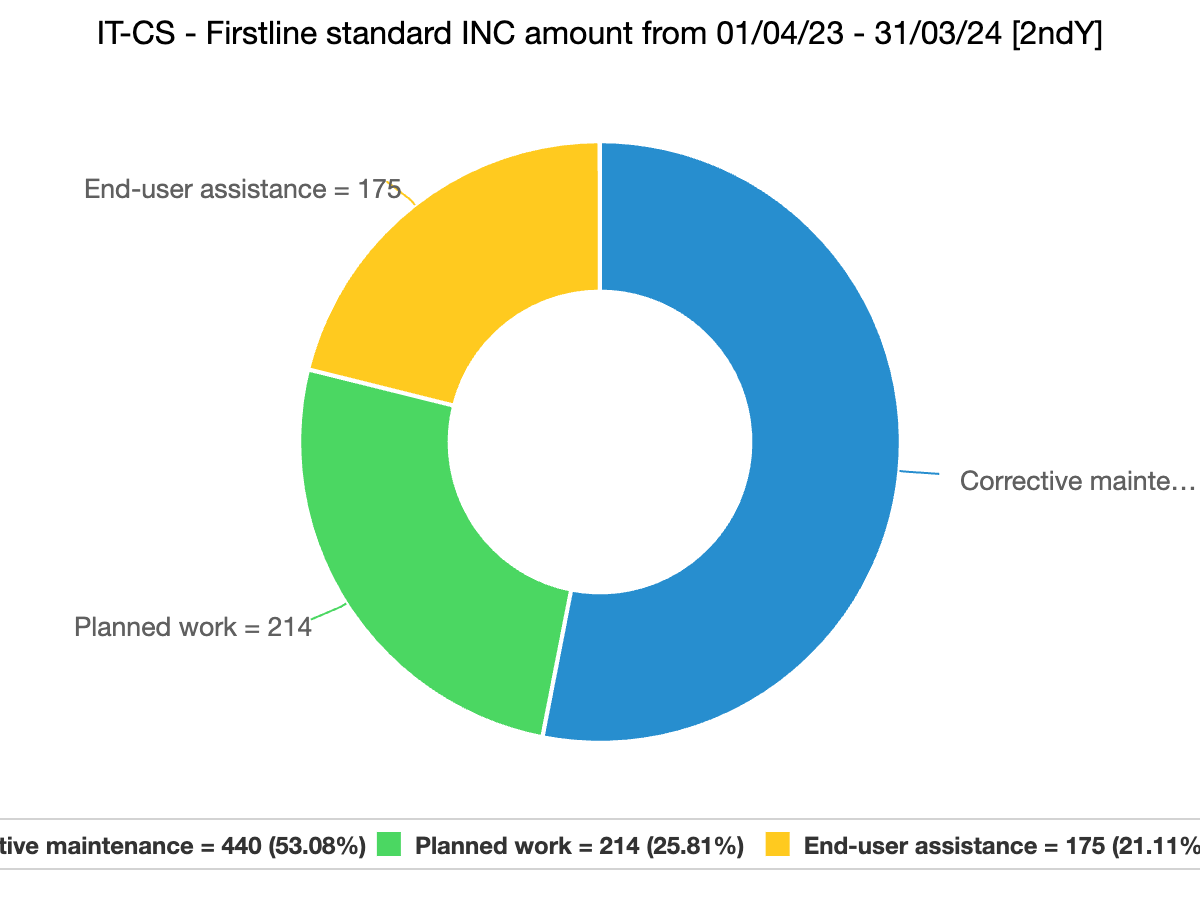 IT-CS - Firstline standard INC amount from 01/04/23 - 31/03/24 [2ndY]
End-user assistance = 175
Corrective mainte...
Planned work = 214
tive maintenance = 440 (53.08%) Planned work = 214 (25.81%) End-user assistance = 175 (21.11%